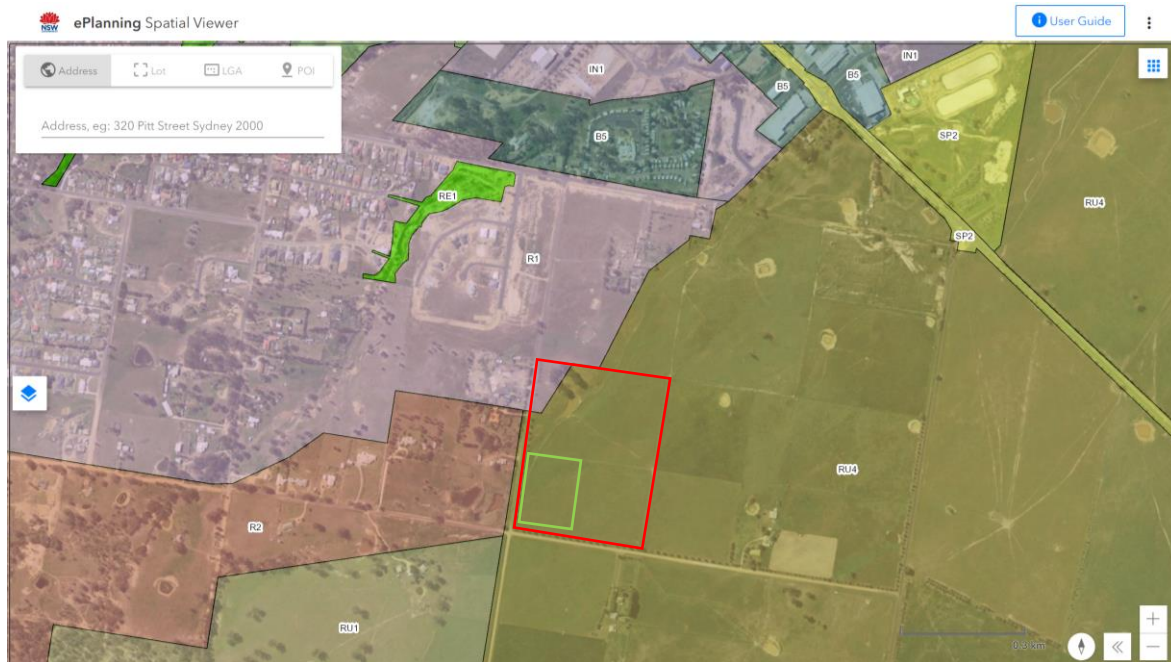 NSW
ePlanning Spatial Viewer
User Guide
Address
Lot
LGA
POI
Address, eg: 320 Pitt Street Sydney 2000
IN1
B5
B5
IN1
B5
SP2
RE1
RU4
SP2
R1
RU4
R2
RU1
0.3 km